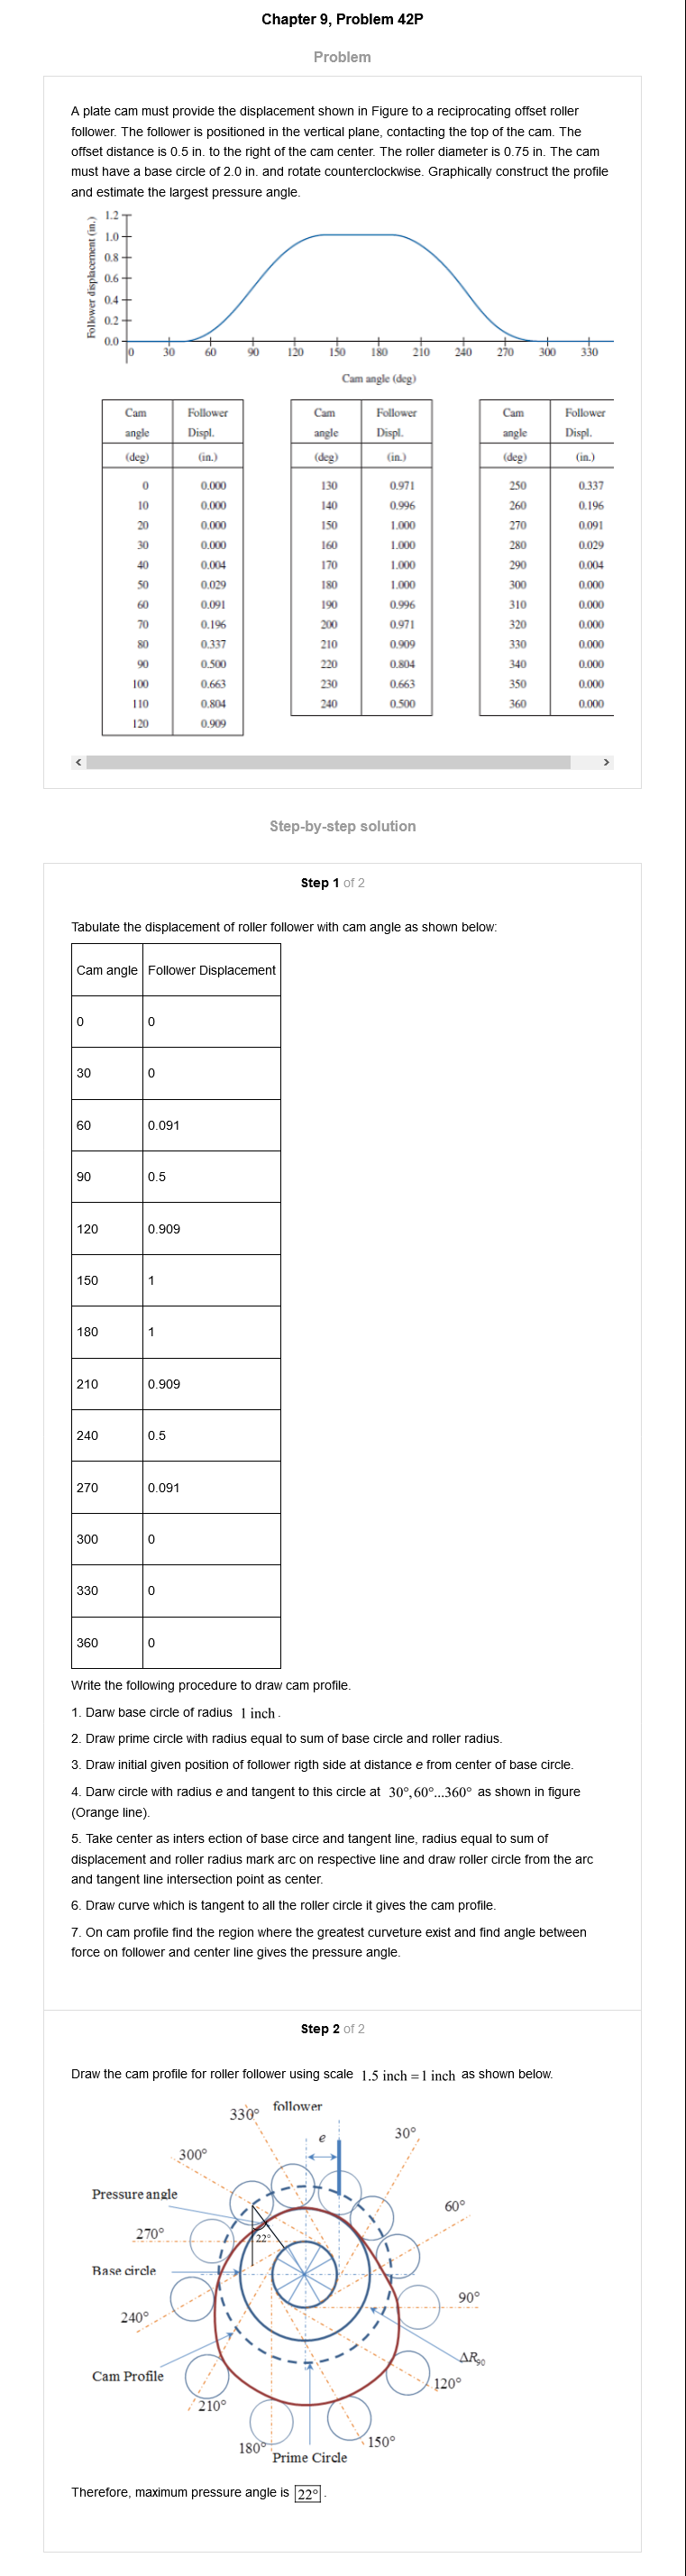 Chapter 9, Problem 42P
Problem
A plate cam must provide the displacement shown in Figure to a reciprocating offset roller
follower. The follower is positioned in the vertical plane, contacting the top of the cam. The
offset distance is 0.5 in. to the right of the cam center. The roller diameter is 0.75 in. The cam
must have a base circle of 2.0 in. and rotate counterclockwise. Graphically construct the profile
and estimate the largest pressure angle.
Follower displacement (in.)
1.2
1.0
0.8
0.6
0.4
0.2
0.0
0 30 60 90 120 150 180 210 240 270 300 330
Cam angle (deg)
Cam Follower Cam Follower Cam Follower
angle Displ. angle Displ. angle Displ.
(deg) (in.) (deg) (in.) (deg) (in.)
0 0.000 130 0.971 250 0.337
10 0.000 140 0.996 260 0.196
20 0.000 150 1.000 270 0.091
30 0.000 160 1.000 280 0.029
40 0.004 170 1.000 290 0.004
50 0.029 180 1.000 300 0.000
60 0.091 190 0.996 310 0.000
70 0.196 200 0.971 320 0.000
80 0.337 210 0.909 330 0.000
90 0.500 220 0.804 340 0.000
100 0.663 230 0.663 350 0.000
110 0.804 240 0.500 360 0.000
120 0.909
Step-by-step solution
Step 1 of 2
Tabulate the displacement of roller follower with cam angle as shown below:
Cam angle Follower Displacement
0 0
30 0
60 0.091
90 0.5
120 0.909
150 1
180 1
210 0.909
240 0.5
270 0.091
300 0
330 0
360 0
Write the following procedure to draw cam profile.
1. Darw base circle of radius 1 inch .
2. Draw prime circle with radius equal to sum of base circle and roller radius.
3. Draw initial given position of follower rigth side at distance e from center of base circle.
4. Darw circle with radius e and tangent to this circle at 30°,60°...360° as shown in figure
(Orange line).
5. Take center as inters ection of base circe and tangent line, radius equal to sum of
displacement and roller radius mark arc on respective line and draw roller circle from the arc
and tangent line intersection point as center.
6. Draw curve which is tangent to all the roller circle it gives the cam profile.
7. On cam profile find the region where the greatest curveture exist and find angle between
force on follower and center line gives the pressure angle.
Step 2 of 2
Draw the cam profile for roller follower using scale 1.5 inch = 1 inch as shown below.
follower
330°
e
30°
300°
Pressure angle
60°
270°
22°
Base circle
90°
240°
ΔR90
Cam Profile
120°
210°
150°
180°
Prime Circle
Therefore, maximum pressure angle is 22° .